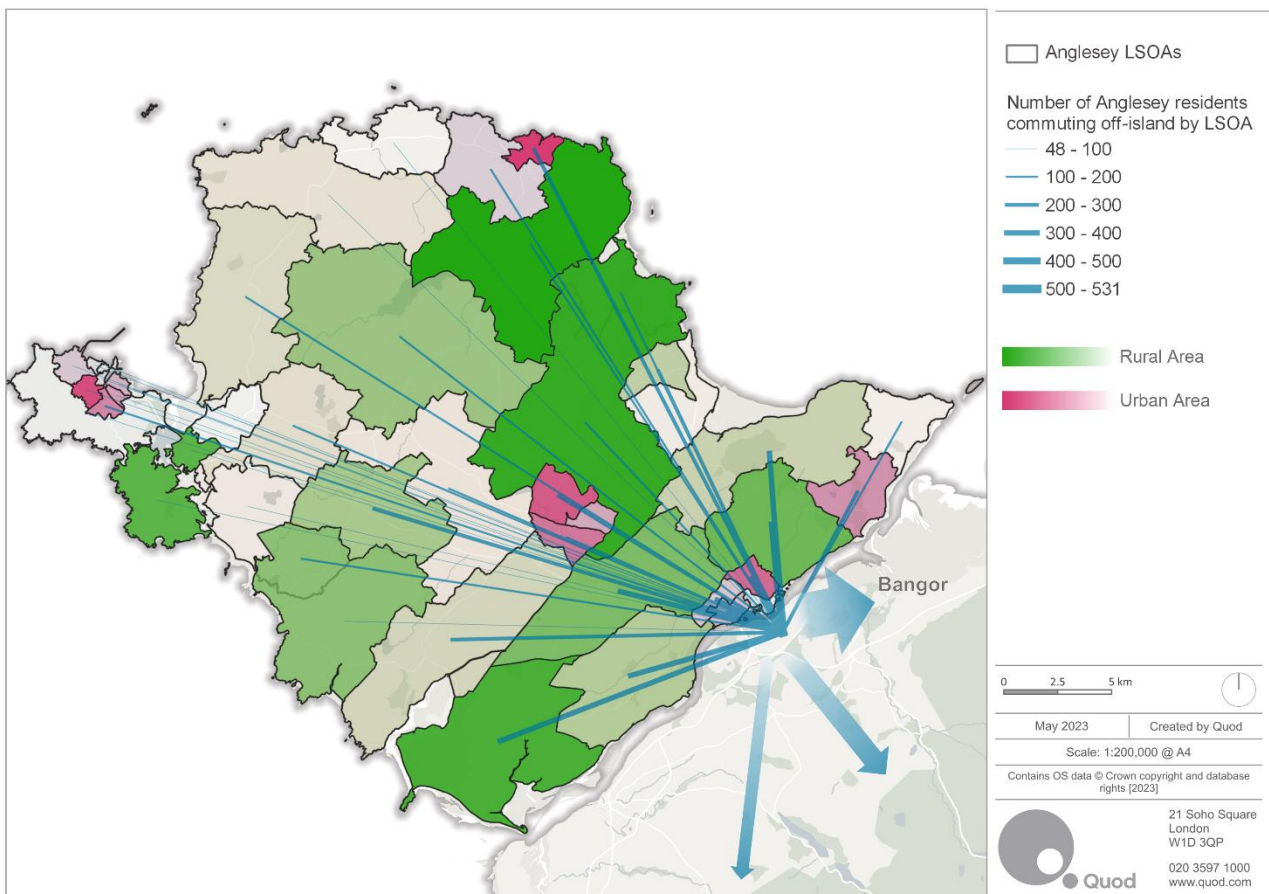 Bangor
Anglesey LSOAs
Number of Anglesey residents
commuting off-island by LSOA
48 - 100
100 - 200
200 - 300
300 - 400
400 - 500
500 - 531
Rural Area
Urban Area
0 2.5 5 km
May 2023
Created by Quod
Scale: 1:200,000 @ A4
Contains OS data © Crown copyright and database
rights [2023]
Quod
21 Soho Square
London
W1D 3QP
020 3597 1000
www.quod.com